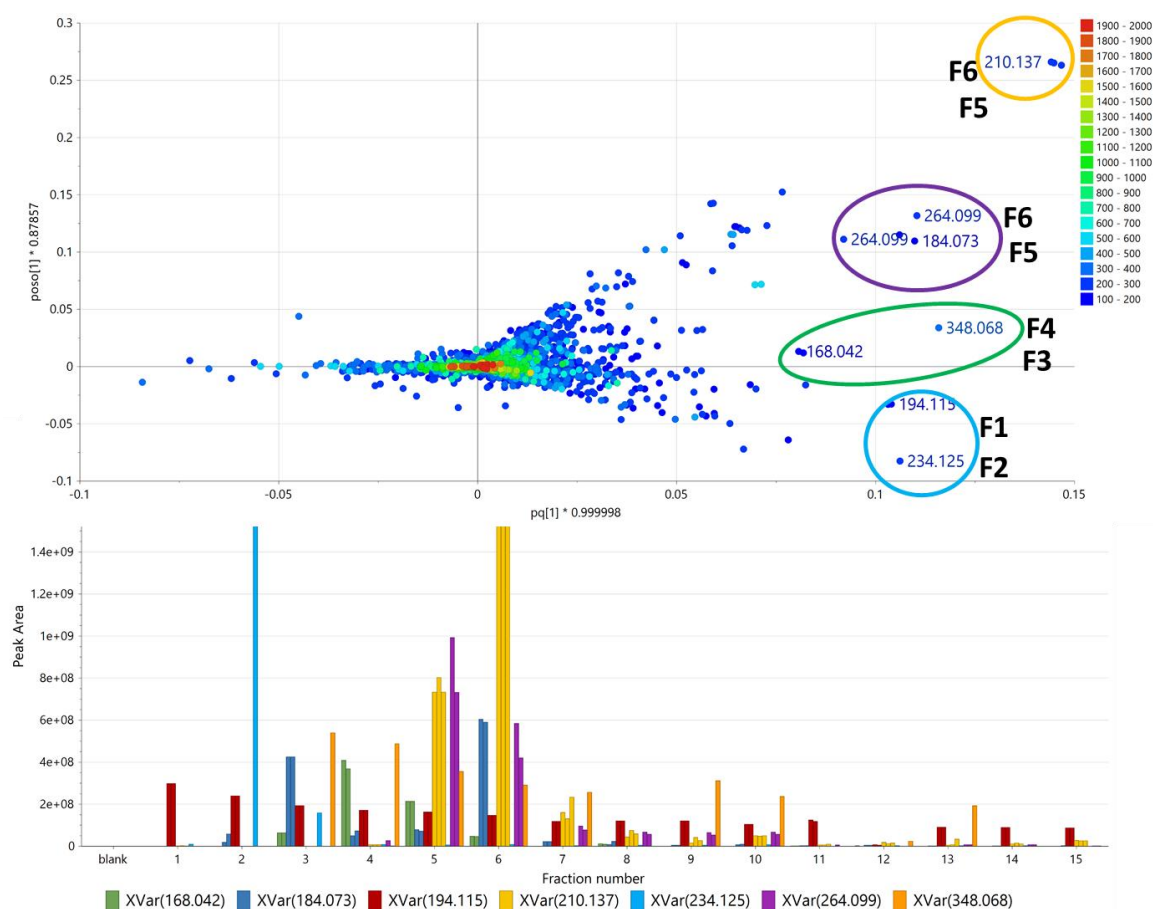 0.3
0.25
0.2
0.15
0.1
0.05
0
-0.05
-0.1
poso[1] * 0.87857
-0.1
-0.05
0
0.05
0.1
0.15
pq[1] * 0.999998
210.137
F6
F5
264.099
F6
264.099
184.073
F5
348.068
F4
168.042
F3
194.115
F1
234.125
F2
1900 - 2000
1800 - 1900
1700 - 1800
1600 - 1700
1500 - 1600
1400 - 1500
1300 - 1400
1200 - 1300
1100 - 1200
1000 - 1100
900 - 1000
800 - 900
700 - 800
600 - 700
500 - 600
400 - 500
300 - 400
200 - 300
100 - 200
1.4e+09
1.2e+09
1e+09
8e+08
6e+08
4e+08
2e+08
0
Peak Area
blank 1 2 3 4 5 6 7 8 9 10 11 12 13 14 15
Fraction number
XVar(168.042) XVar(184.073) XVar(194.115) XVar(210.137) XVar(234.125) XVar(264.099) XVar(348.068)